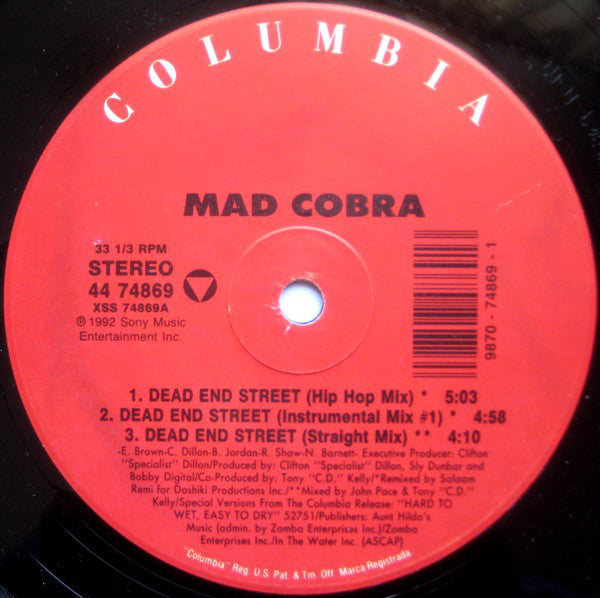 COLUMBIA
MAD COBRA
33 1/3 RPM
STEREO
44 74869
XSS 74869A
℗ 1992 Sony Music
Entertainment Inc.
9870 - 74869 - 1
1. DEAD END STREET (Hip Hop Mix) * 5:03
2. DEAD END STREET (Instrumental Mix #1) * 4:58
3. DEAD END STREET (Straight Mix) ** 4:10
-E. Brown-C. Dillon-B. Jordan-R. Shaw-N. Barnett- Executive Producer: Clifton
"Specialist" Dillon/Produced by: Clifton "Specialist" Dillon, Sly Dunbar and
Bobby Digital/Co-Produced by: Tony "C.D." Kelly/*Remixed by Salaam
Remi for Dashiki Productions Inc./**Mixed by John Pace & Tony "C.D."
Kelly/Special Versions From The Columbia Release: "HARD TO
WET, EASY TO DRY" 52751/Publishers: Aunt Hilda's
Music (admin. by Zomba Enterprises Inc.)/Zomba
Enterprises Inc./In The Water Inc. (ASCAP)
"Columbia" Reg. U.S. Pat. & Tm. Off. Marca Registrada.